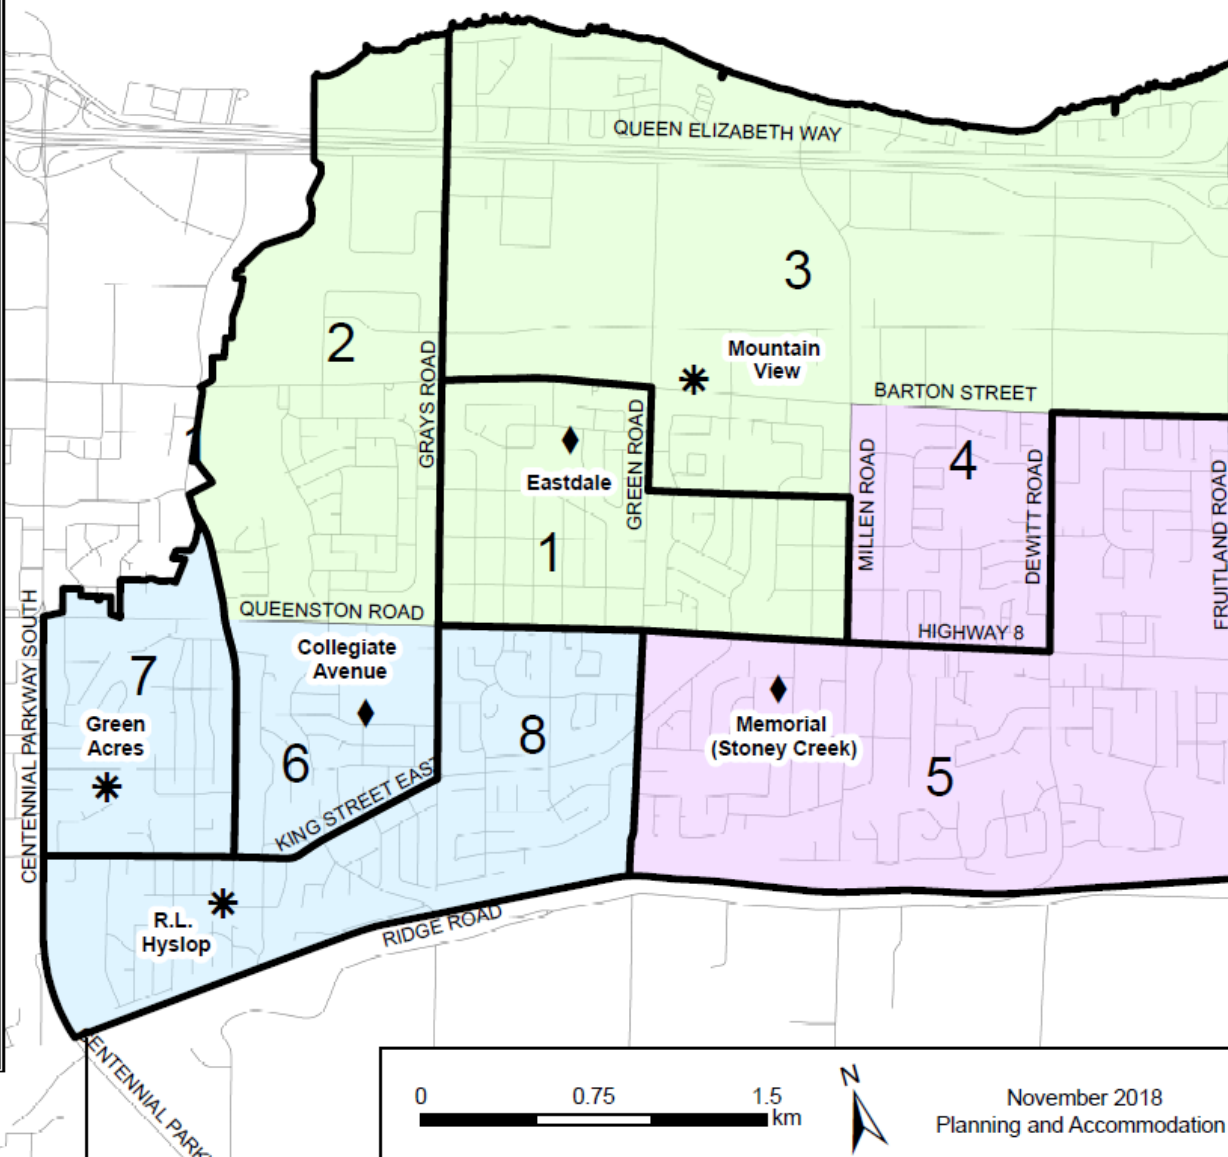 QUEEN ELIZABETH WAY
3
2
Mountain
View
GRAYS ROAD
BARTON STREET
GREEN ROAD
Eastdale
MILLEN ROAD
4
DEWITT ROAD
FRUITLAND ROAD
1
1
QUEENSTON ROAD
HIGHWAY 8
CENTENNIAL PARKWAY SOUTH
Collegiate
Avenue
7
Green
Acres
6
8
Memorial
(Stoney Creek)
5
KING STREET EAST
R.L.
Hyslop
RIDGE ROAD
ENTENNIAL PARK
0 0.75 1.5
km
N
November 2018
Planning and Accommodation